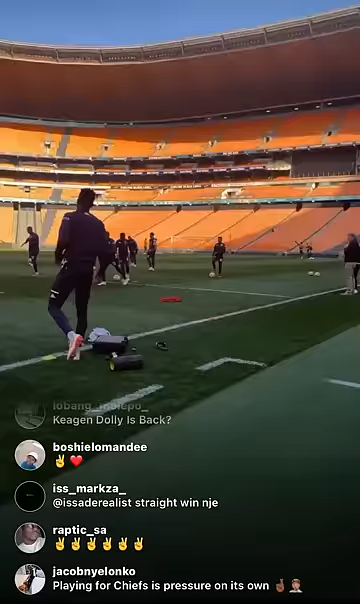 Keagen Dolly Is Back?
boshielomandee
✌❤️
iss_markza_
@issaderealist straight win nje
raptic_sa
✌✌✌✌✌✌
jacobnyelonko
Playing for Chiefs is pressure on its own